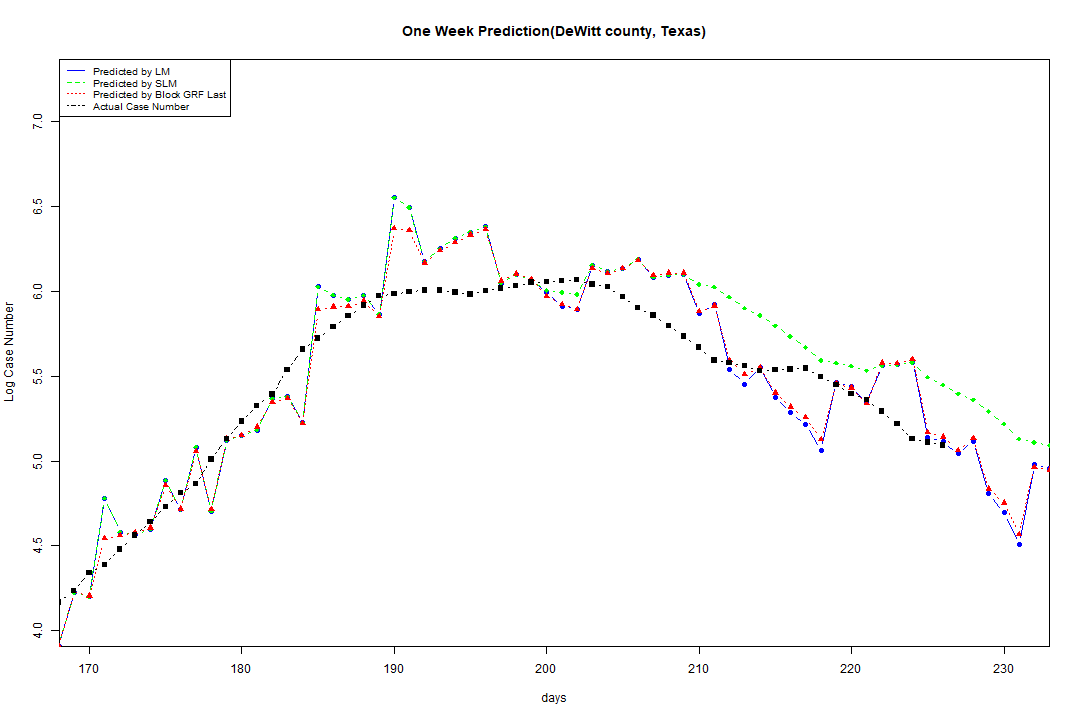 One Week Prediction(DeWitt county, Texas)
Predicted by LM
Predicted by SLM
Predicted by Block GRF Last
Actual Case Number
7.0
6.5
6.0
5.5
5.0
4.5
4.0
Log Case Number
170 180 190 200 210 220 230
days